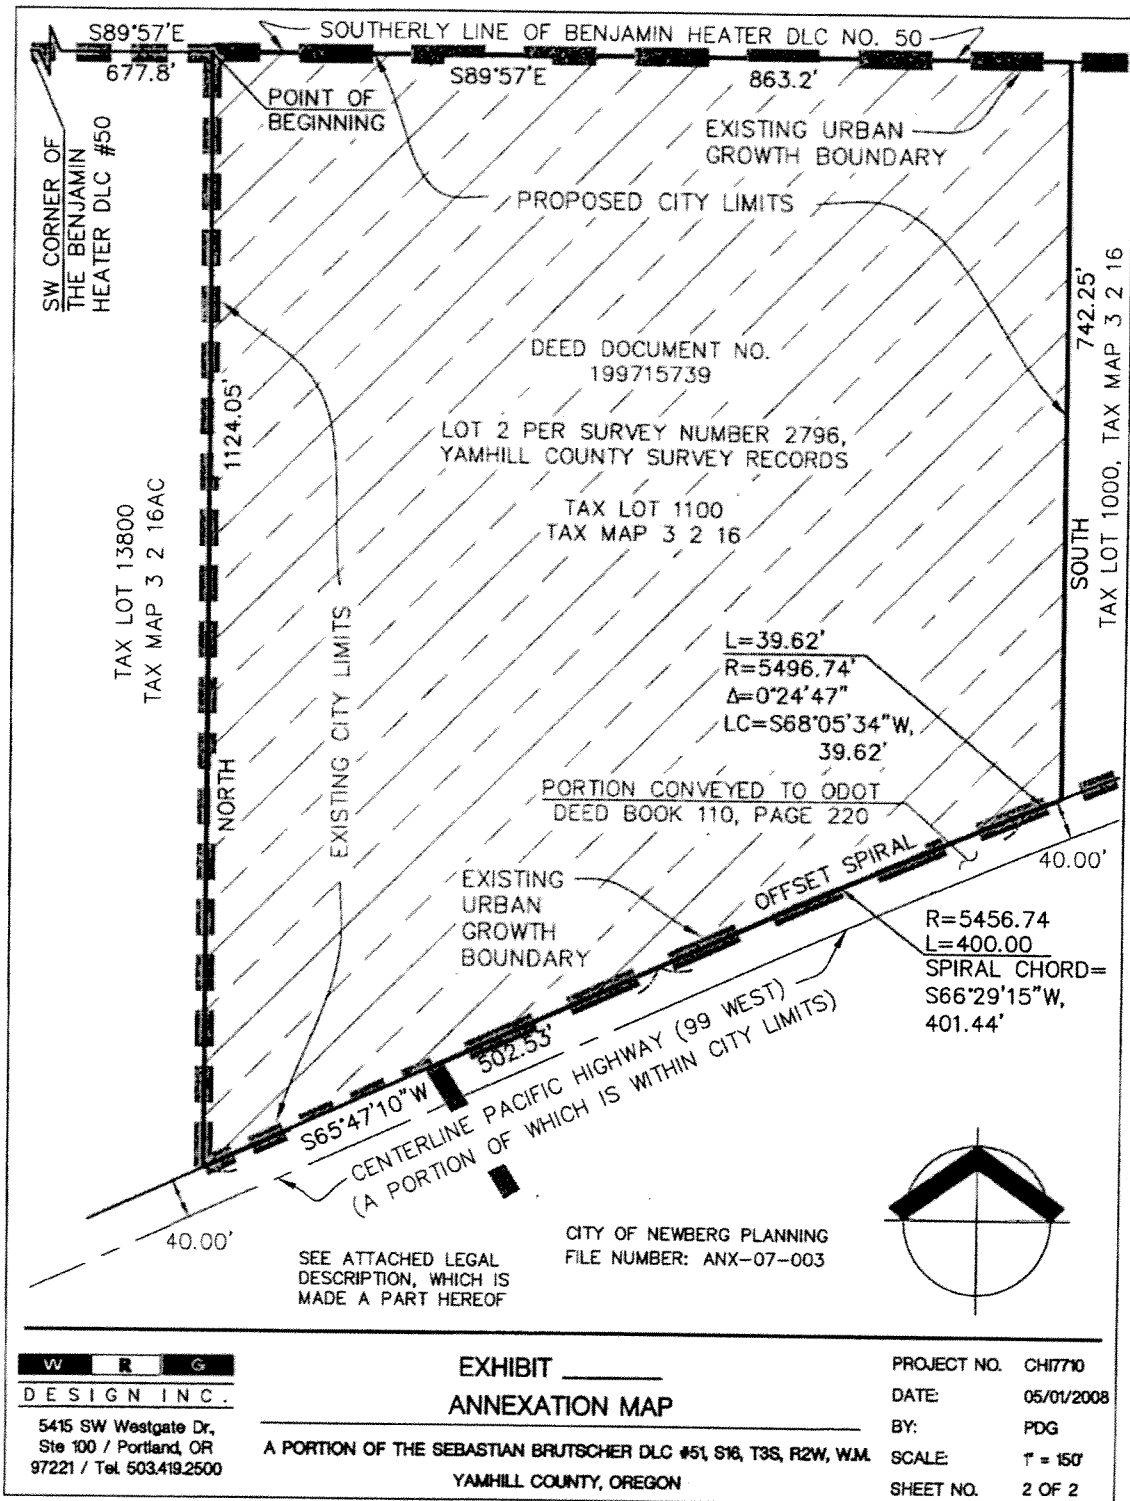 S89°57'E
677.8'
SOUTHERLY LINE OF BENJAMIN HEATER DLC NO. 50
S89°57'E
863.2'
POINT OF
BEGINNING
EXISTING URBAN
GROWTH BOUNDARY
SW CORNER OF
THE BENJAMIN
HEATER DLC #50
PROPOSED CITY LIMITS
742.25'
SOUTH
TAX LOT 1000, TAX MAP 3 2 16
DEED DOCUMENT NO.
199715739
LOT 2 PER SURVEY NUMBER 2796,
YAMHILL COUNTY SURVEY RECORDS
TAX LOT 1100
TAX MAP 3 2 16
1124.05'
NORTH
TAX LOT 13800
TAX MAP 3 2 16AC
EXISTING CITY LIMITS
L=39.62'
R=5496.74'
Δ=0°24'47"
LC=S68°05'34"W,
39.62'
PORTION CONVEYED TO ODOT
DEED BOOK 110, PAGE 220
40.00'
OFFSET SPIRAL
EXISTING
URBAN
GROWTH
BOUNDARY
R=5456.74
L=400.00
SPIRAL CHORD=
S66°29'15"W,
401.44'
502.53'
S65°47'10"W
CENTERLINE PACIFIC HIGHWAY (99 WEST)
(A PORTION OF WHICH IS WITHIN CITY LIMITS)
40.00'
SEE ATTACHED LEGAL
DESCRIPTION, WHICH IS
MADE A PART HEREOF
CITY OF NEWBERG PLANNING
FILE NUMBER: ANX-07-003
W R G
DESIGN INC.
5415 SW Westgate Dr,
Ste 100 / Portland, OR
97221 / Tel. 503.419.2500
EXHIBIT ______
ANNEXATION MAP
A PORTION OF THE SEBASTIAN BRUTSCHER DLC #51, S16, T3S, R2W, W.M.
YAMHILL COUNTY, OREGON
PROJECT NO. CHI7710
DATE: 05/01/2008
BY: PDG
SCALE: 1" = 150'
SHEET NO. 2 OF 2